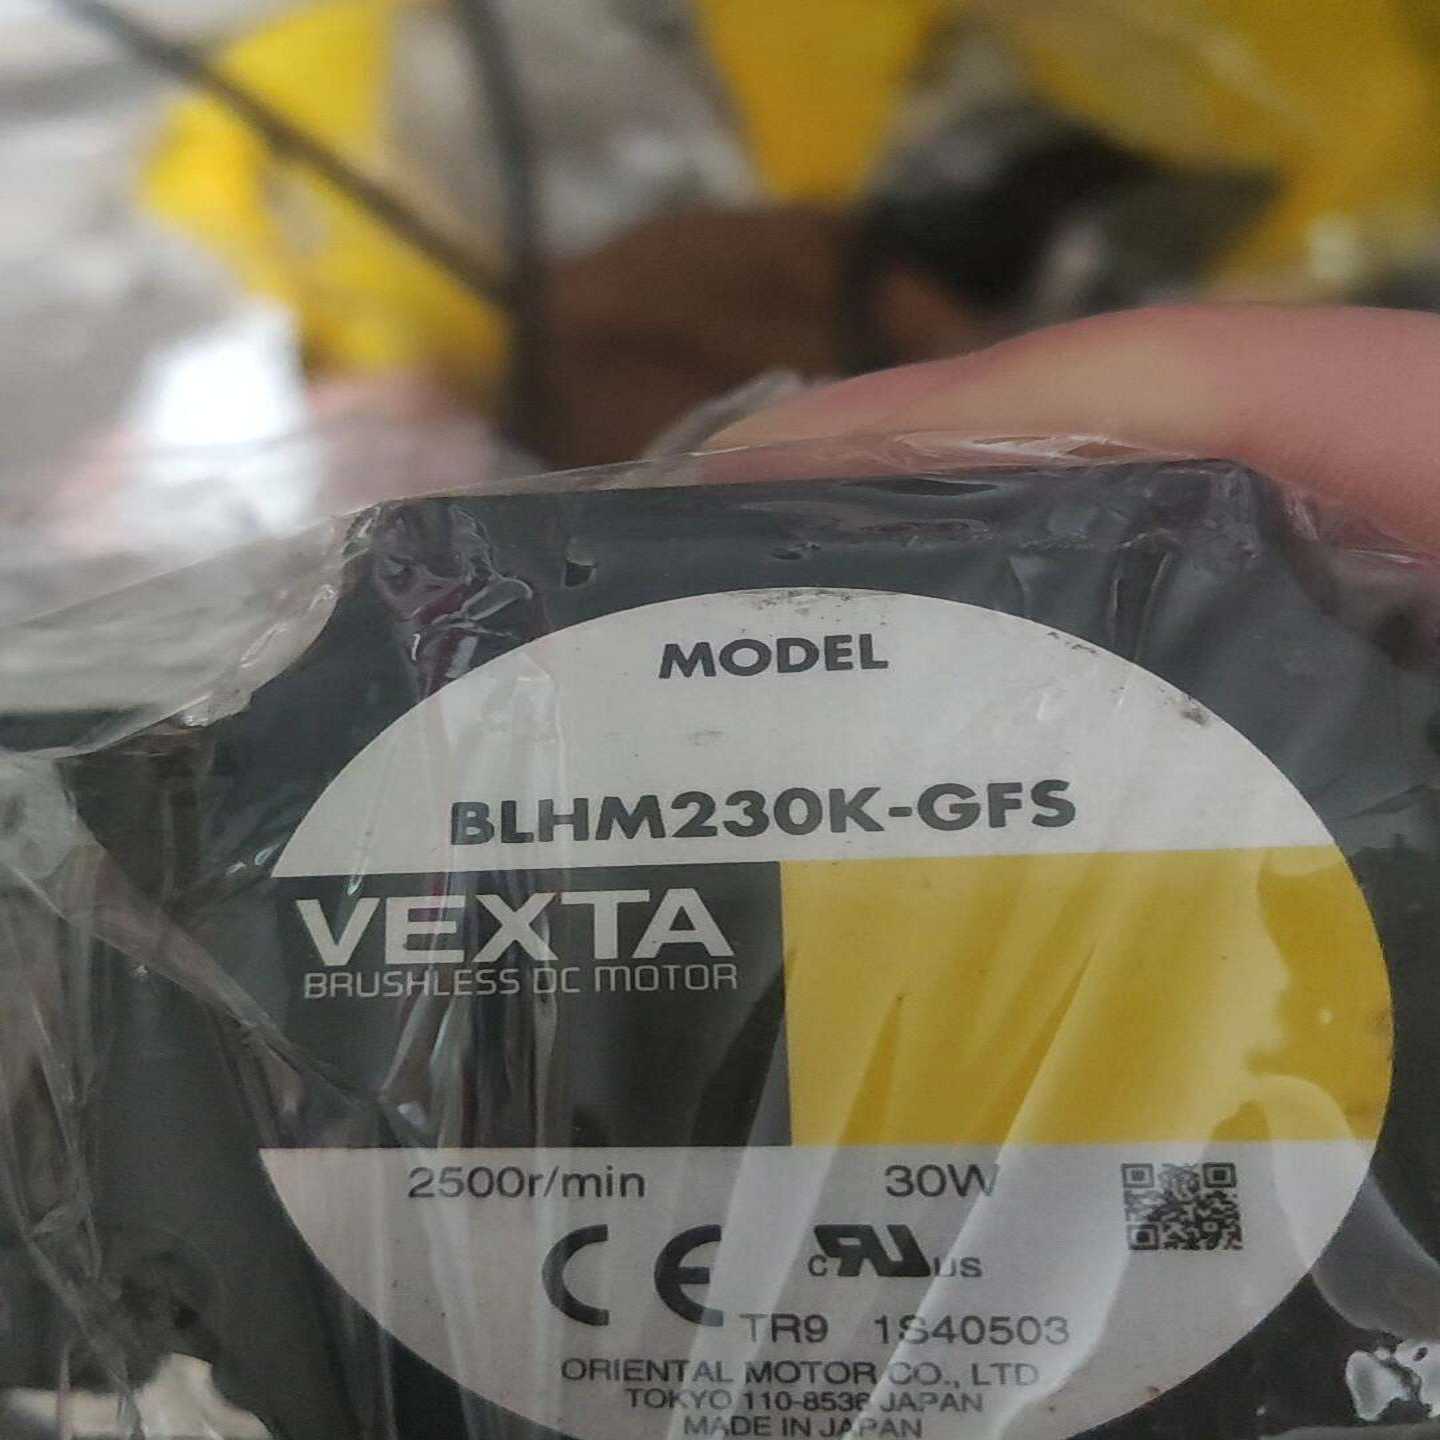 MODEL
BLHM230K-GFS
VEXTA
BRUSHLESS DC MOTOR
2500r/min 30W
CE c RU us
TR9 1S40503
ORIENTAL MOTOR CO., LTD
TOKYO 110-8536 JAPAN
MADE IN JAPAN